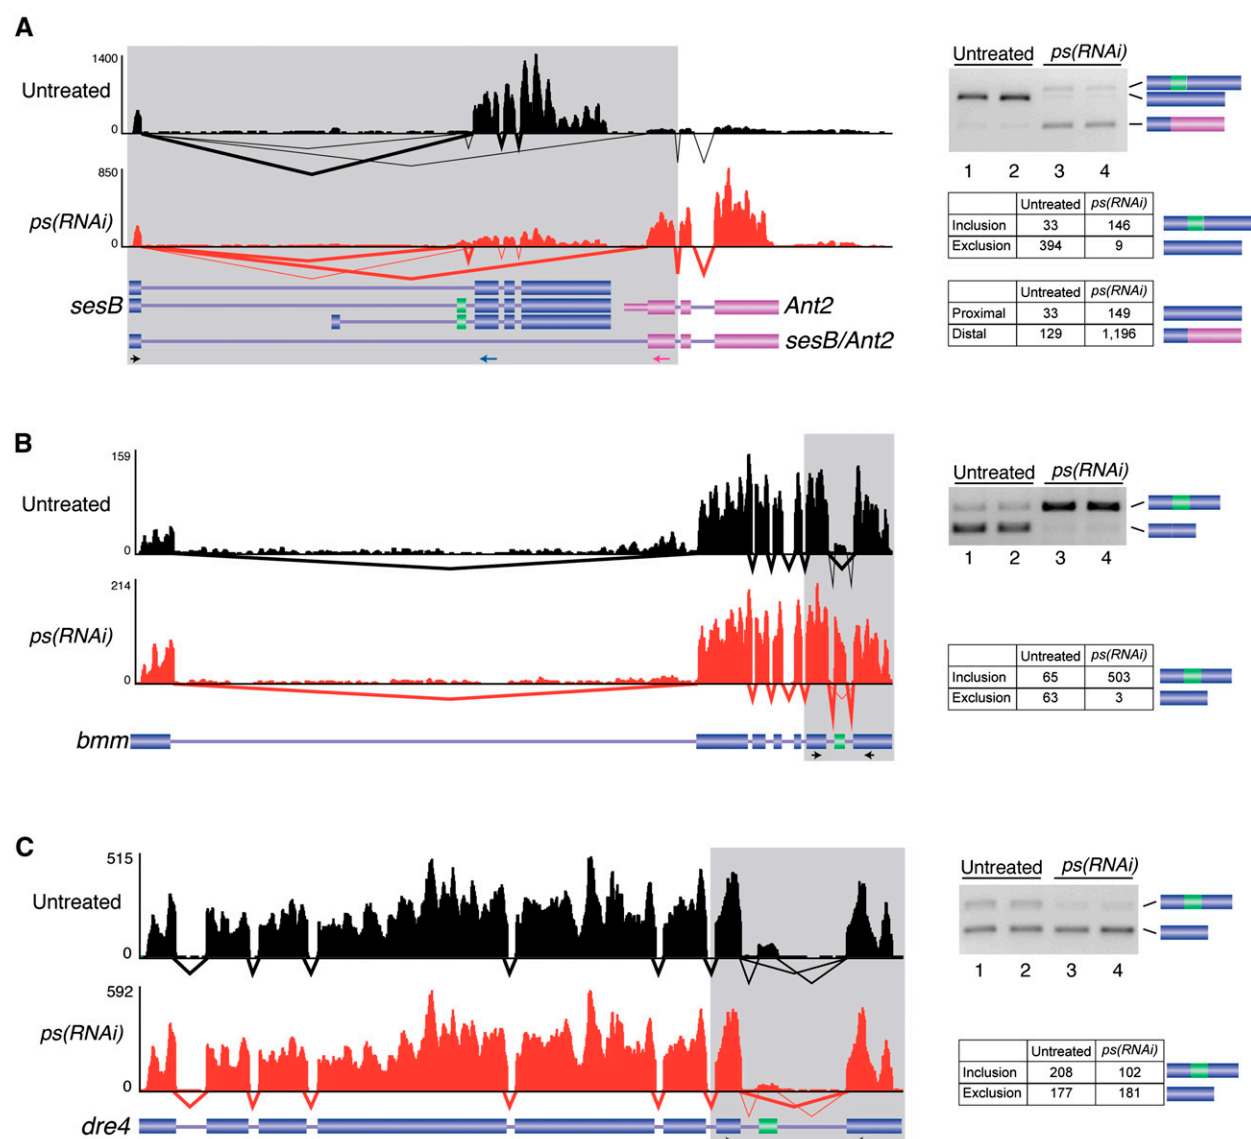 A
1400
Untreated
0
850
ps(RNAi)
0
sesB
Ant2
sesB/Ant2
Untreated ps(RNAi)
1 2 3 4
Untreated ps(RNAi)
Inclusion 33 146
Exclusion 394 9
Untreated ps(RNAi)
Proximal 33 149
Distal 129 1,196
B
159
Untreated
0
214
ps(RNAi)
0
bmm
Untreated ps(RNAi)
1 2 3 4
Untreated ps(RNAi)
Inclusion 65 503
Exclusion 63 3
C
515
Untreated
0
592
ps(RNAi)
0
dre4
Untreated ps(RNAi)
1 2 3 4
Untreated ps(RNAi)
Inclusion 208 102
Exclusion 177 181